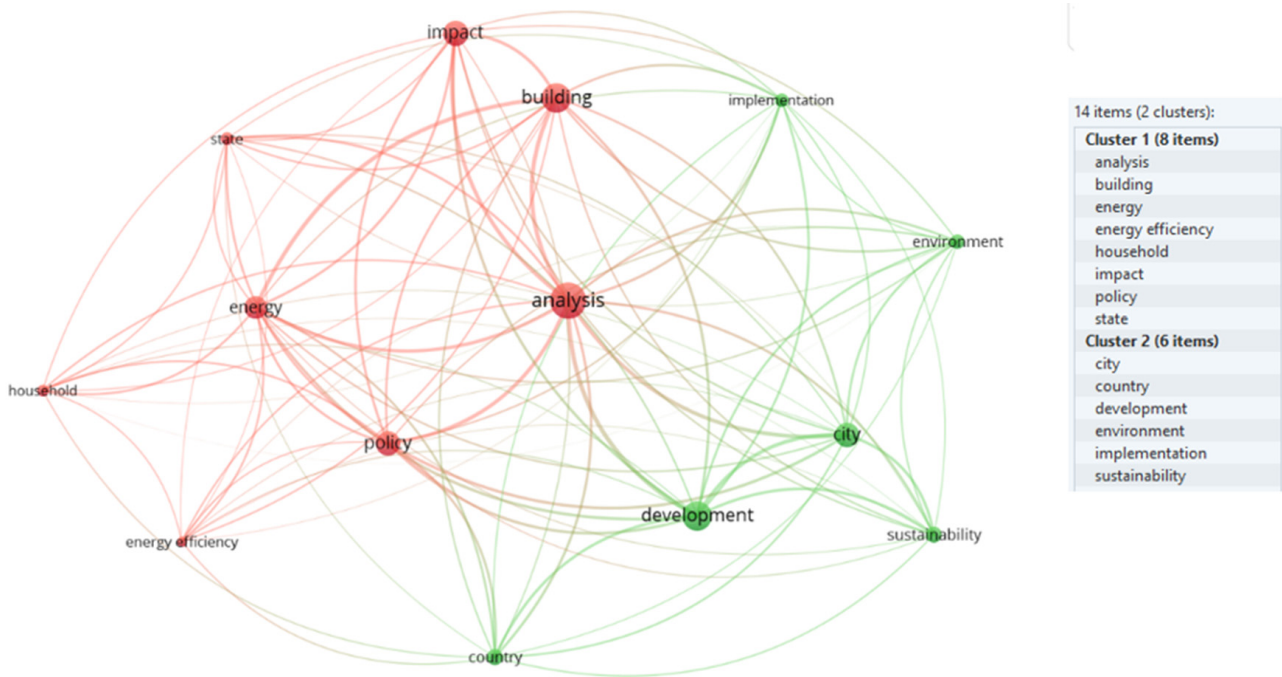 impact
building
implementation
state
environment
energy
analysis
household
policy
city
development
energy efficiency
sustainability
country
14 items (2 clusters):
Cluster 1 (8 items)
analysis
building
energy
energy efficiency
household
impact
policy
state
Cluster 2 (6 items)
city
country
development
environment
implementation
sustainability